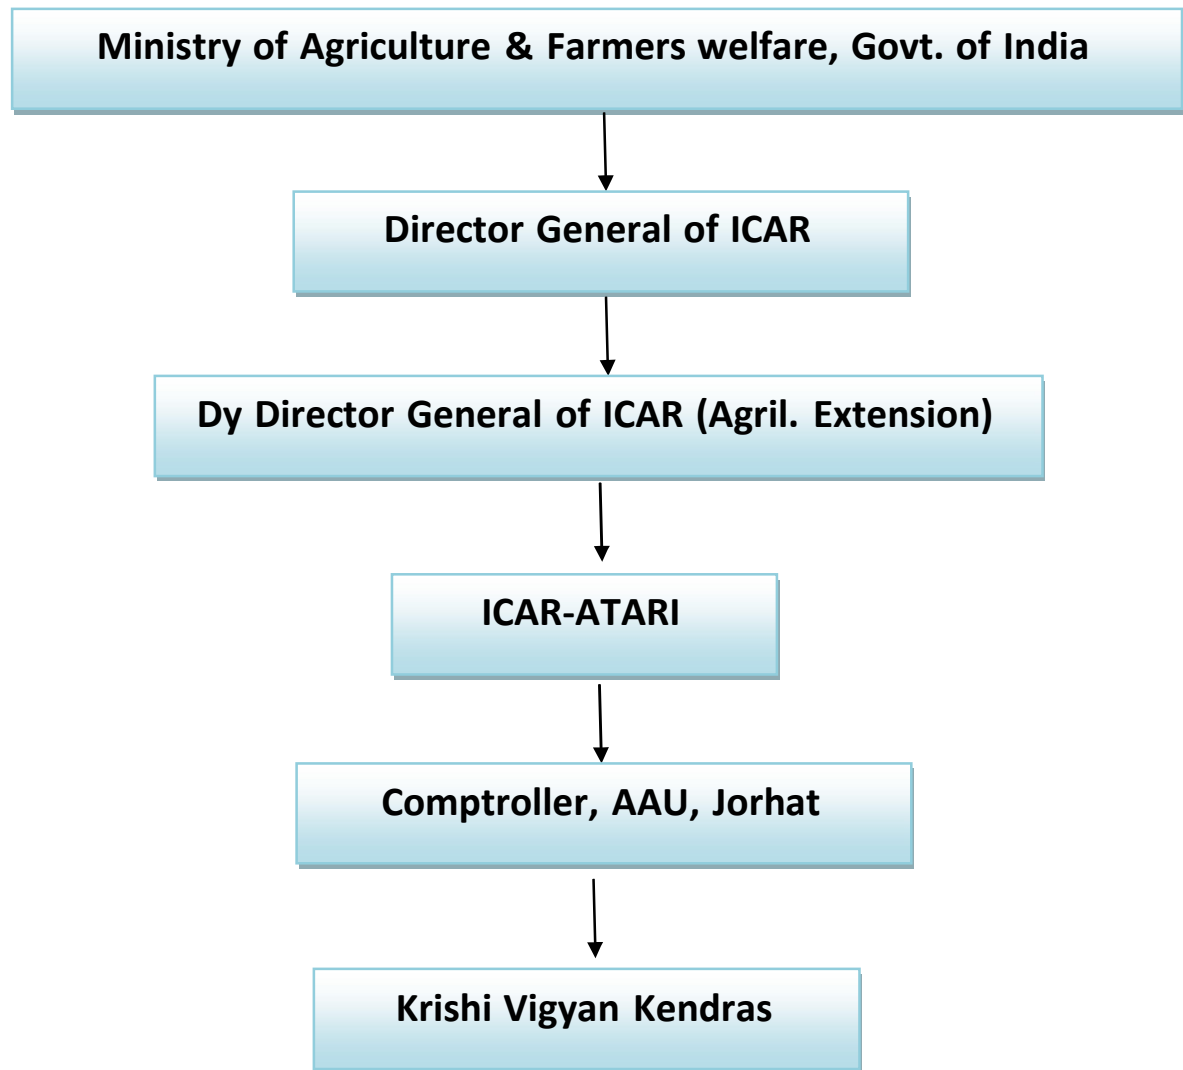 Ministry of Agriculture & Farmers welfare, Govt. of India
Director General of ICAR
Dy Director General of ICAR (Agril. Extension)
ICAR-ATARI
Comptroller, AAU, Jorhat
Krishi Vigyan Kendras